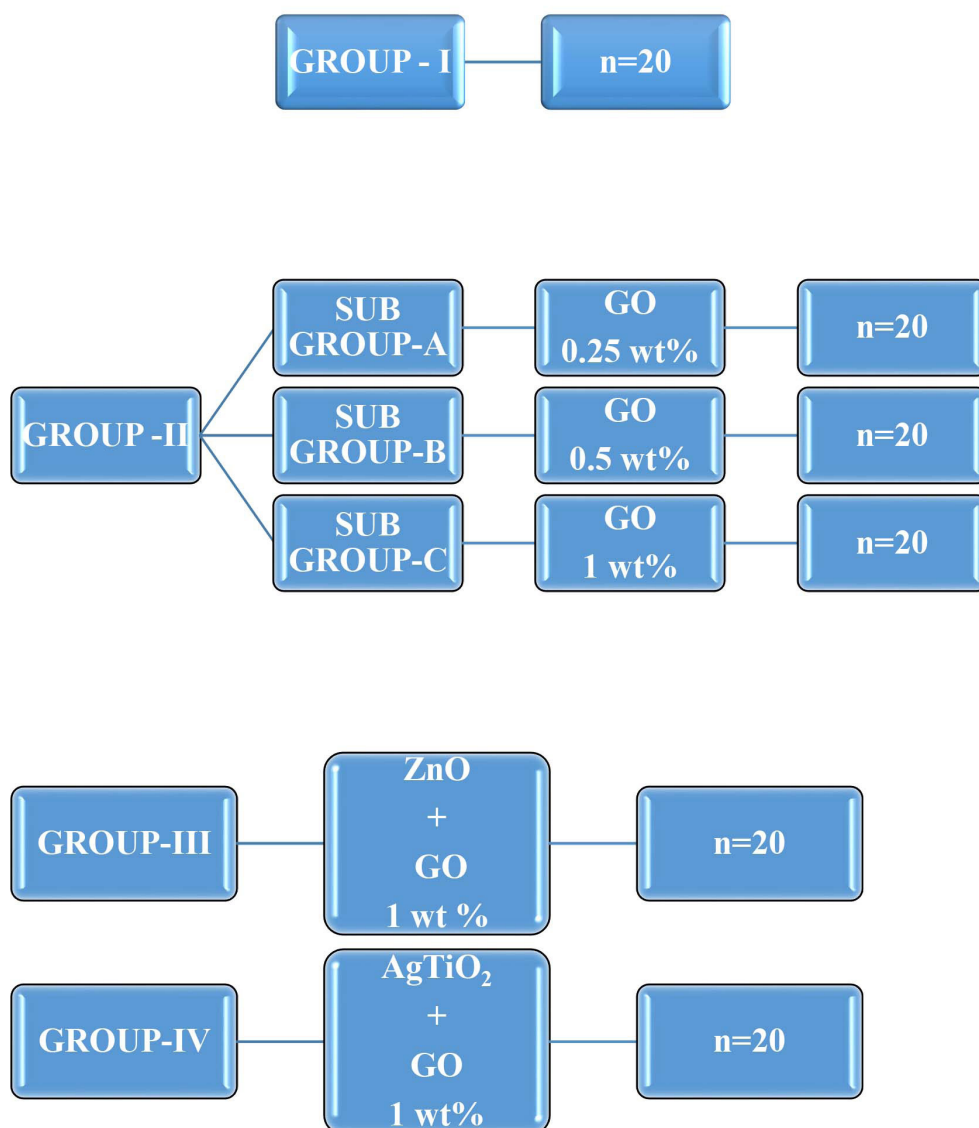 GROUP - I
n=20
SUB
GROUP-A
GO
0.25 wt%
n=20
GROUP -II
SUB
GROUP-B
GO
0.5 wt%
n=20
SUB
GROUP-C
GO
1 wt%
n=20
GROUP-III
ZnO
+
GO
1 wt %
n=20
GROUP-IV
AgTiO₂
+
GO
1 wt%
n=20